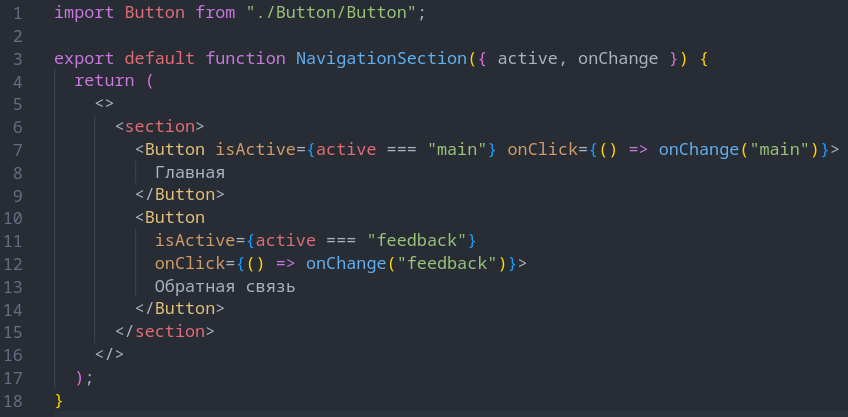 1 import Button from "./Button/Button";
2
3 export default function NavigationSection({ active, onChange }) {
4   return (
5     <>
6       <section>
7         <Button isActive={active === "main"} onClick={() => onChange("main")}>
8           Главная
9         </Button>
10         <Button
11           isActive={active === "feedback"}
12           onClick={() => onChange("feedback")}>
13           Обратная связь
14         </Button>
15       </section>
16     </>
17   );
18 }